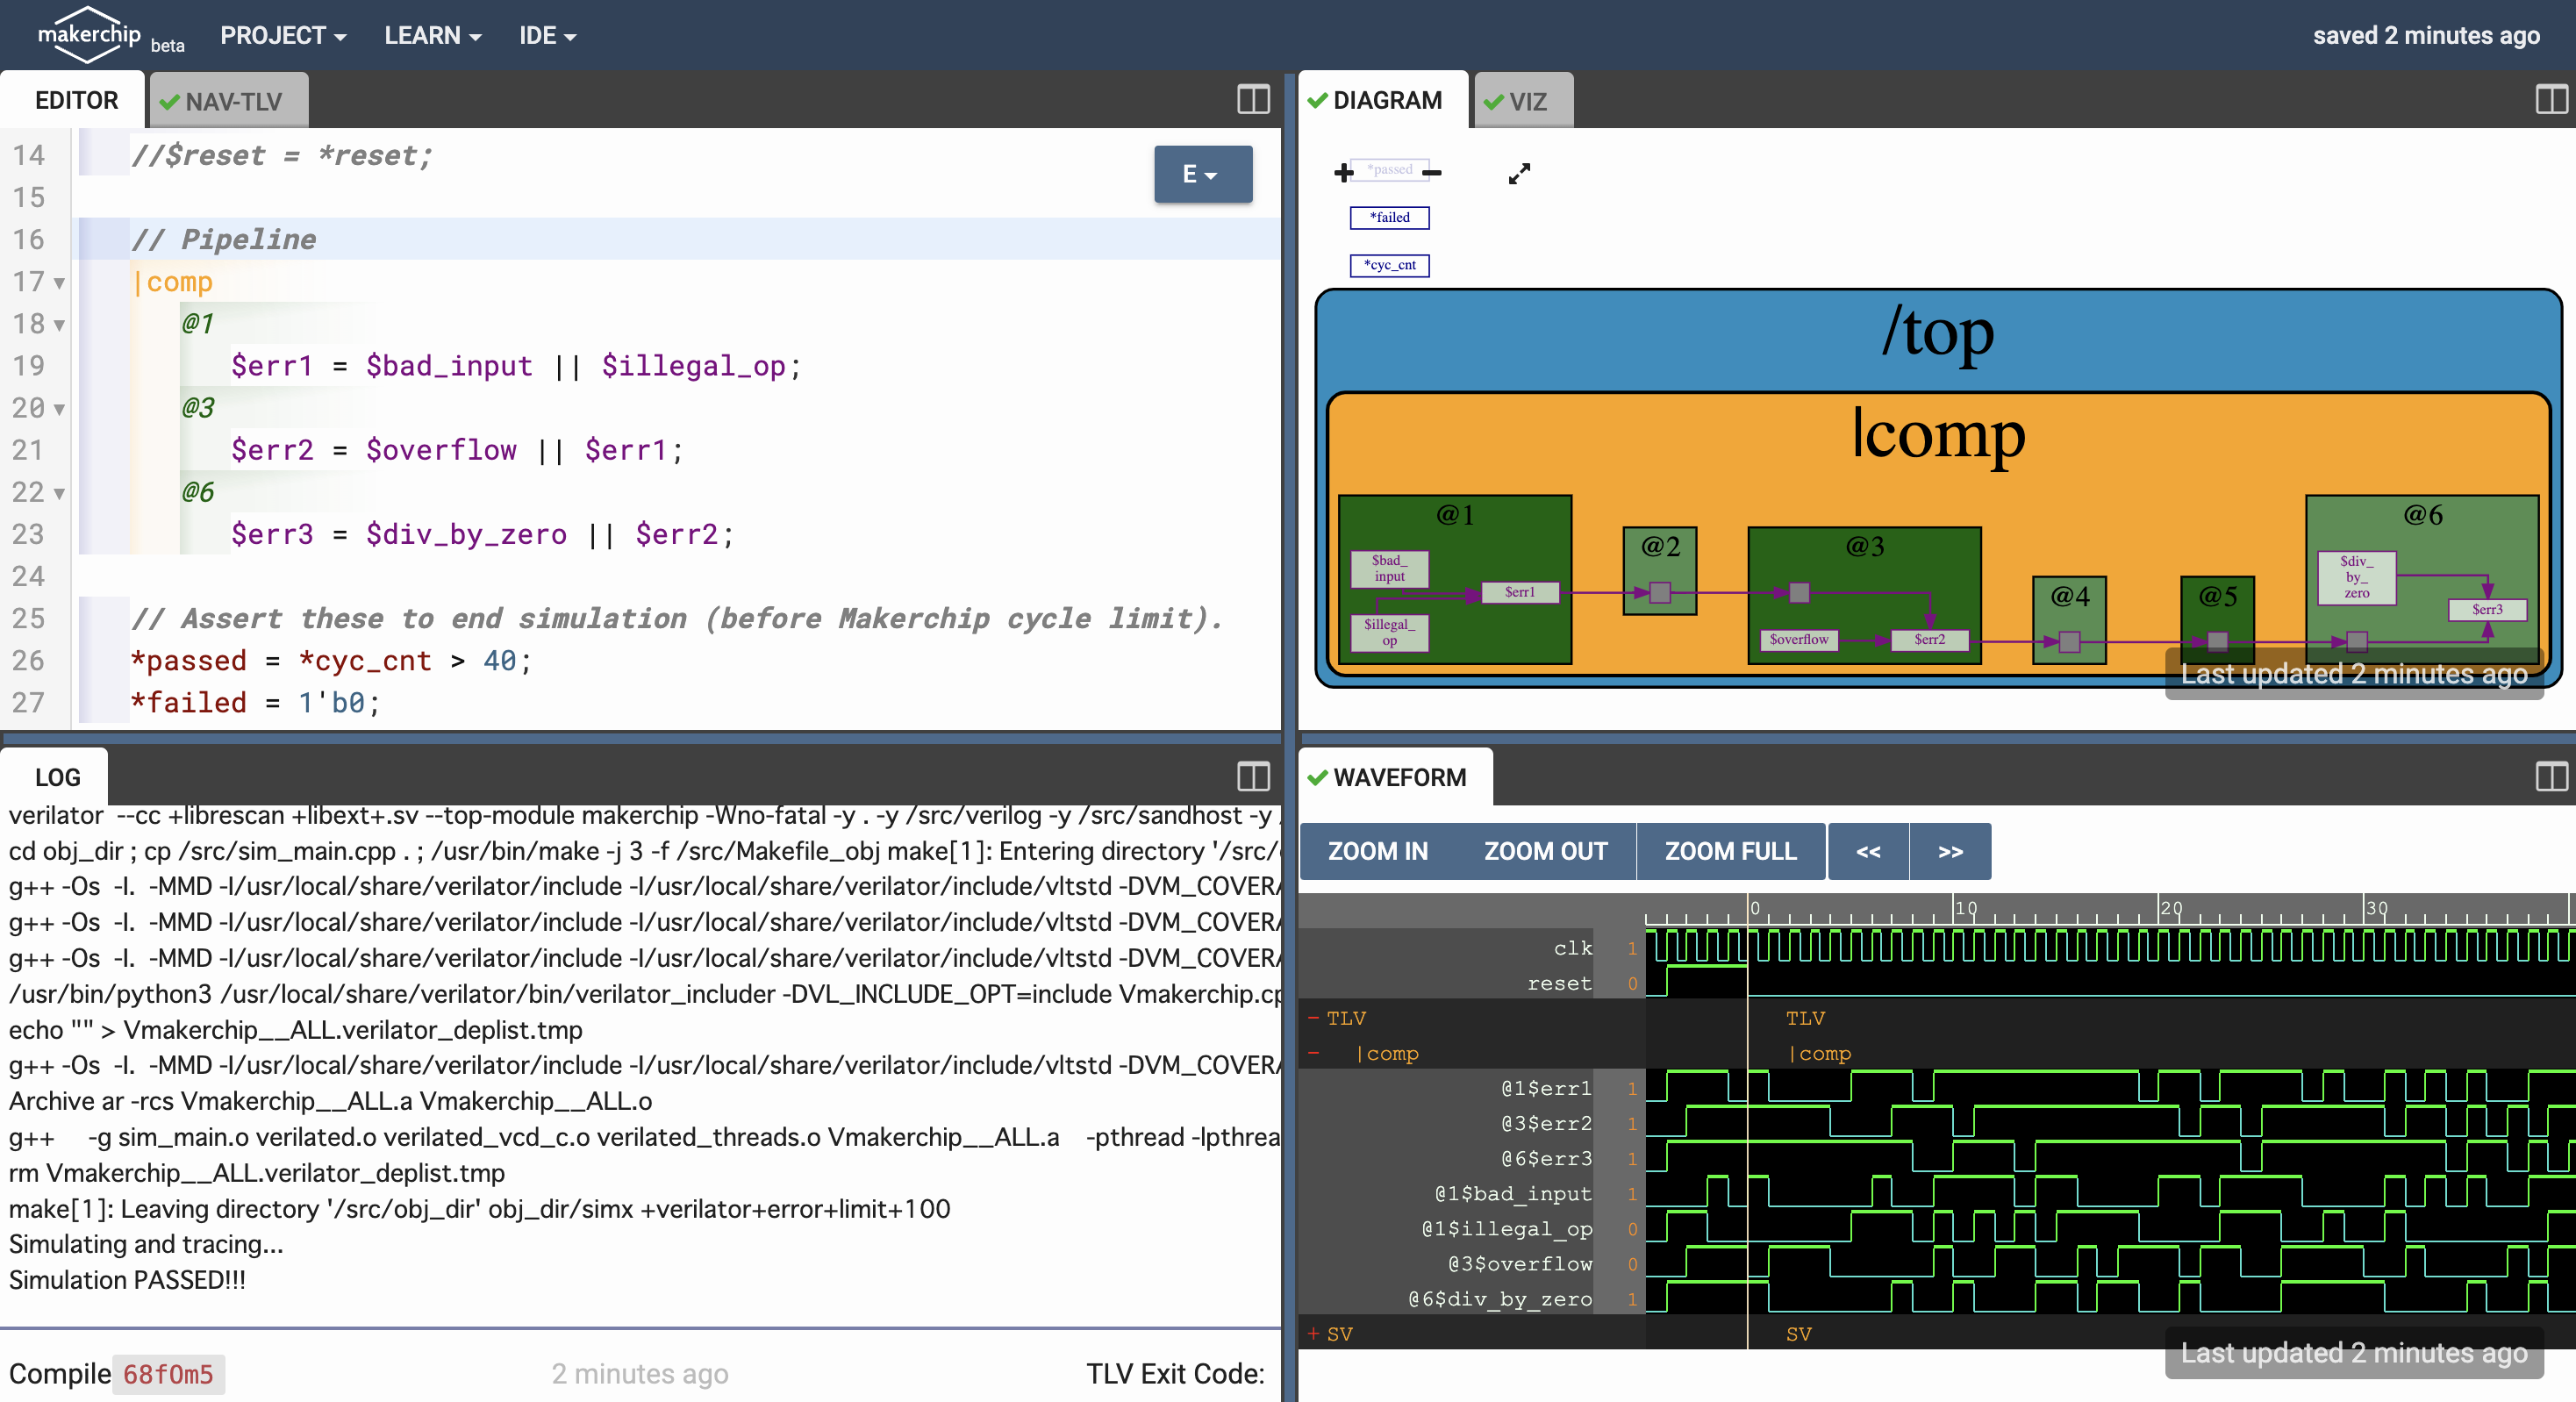 makerchip beta PROJECT LEARN IDE saved 2 minutes ago
EDITOR NAV-TLV
14 //$reset = *reset;
15
16 // Pipeline
17 |comp
18 @1
19 $err1 = $bad_input || $illegal_op;
20 @3
21 $err2 = $overflow || $err1;
22 @6
23 $err3 = $div_by_zero || $err2;
24
25 // Assert these to end simulation (before Makerchip cycle limit).
26 *passed = *cyc_cnt > 40;
27 *failed = 1'b0;
E
DIAGRAM VIZ
*passed
*failed
*cyc_cnt
/top
|comp
@1
$bad_
input
$illegal_
op
$err1
@2
@3
$overflow
$err2
@4
@5
@6
$div_
by_
zero
$err3
Last updated 2 minutes ago
LOG
verilator --cc +librescan +libext+.sv --top-module makerchip -Wno-fatal -y . -y /src/verilog -y /src/sandhost -y
cd obj_dir ; cp /src/sim_main.cpp . ; /usr/bin/make -j 3 -f /src/Makefile_obj make[1]: Entering directory '/src/
g++ -Os -I. -MMD -I/usr/local/share/verilator/include -I/usr/local/share/verilator/include/vltstd -DVM_COVERA
g++ -Os -I. -MMD -I/usr/local/share/verilator/include -I/usr/local/share/verilator/include/vltstd -DVM_COVERA
g++ -Os -I. -MMD -I/usr/local/share/verilator/include -I/usr/local/share/verilator/include/vltstd -DVM_COVERA
/usr/bin/python3 /usr/local/share/verilator/bin/verilator_includer -DVL_INCLUDE_OPT=include Vmakerchip.cp
echo "" > Vmakerchip__ALL.verilator_deplist.tmp
g++ -Os -I. -MMD -I/usr/local/share/verilator/include -I/usr/local/share/verilator/include/vltstd -DVM_COVERA
Archive ar -rcs Vmakerchip__ALL.a Vmakerchip__ALL.o
g++ -g sim_main.o verilated.o verilated_vcd_c.o verilated_threads.o Vmakerchip__ALL.a -pthread -lpthrea
rm Vmakerchip__ALL.verilator_deplist.tmp
make[1]: Leaving directory '/src/obj_dir' obj_dir/simx +verilator+error+limit+100
Simulating and tracing...
Simulation PASSED!!!
Compile 68f0m5 2 minutes ago TLV Exit Code:
WAVEFORM
ZOOM IN ZOOM OUT ZOOM FULL << >>
0 10 20 30
clk 1
reset 0
- TLV TLV
- |comp |comp
@1$err1 1
@3$err2 1
@6$err3 1
@1$bad_input 1
@1$illegal_op 0
@3$overflow 0
@6$div_by_zero 1
+ SV SV
Last updated 2 minutes ago